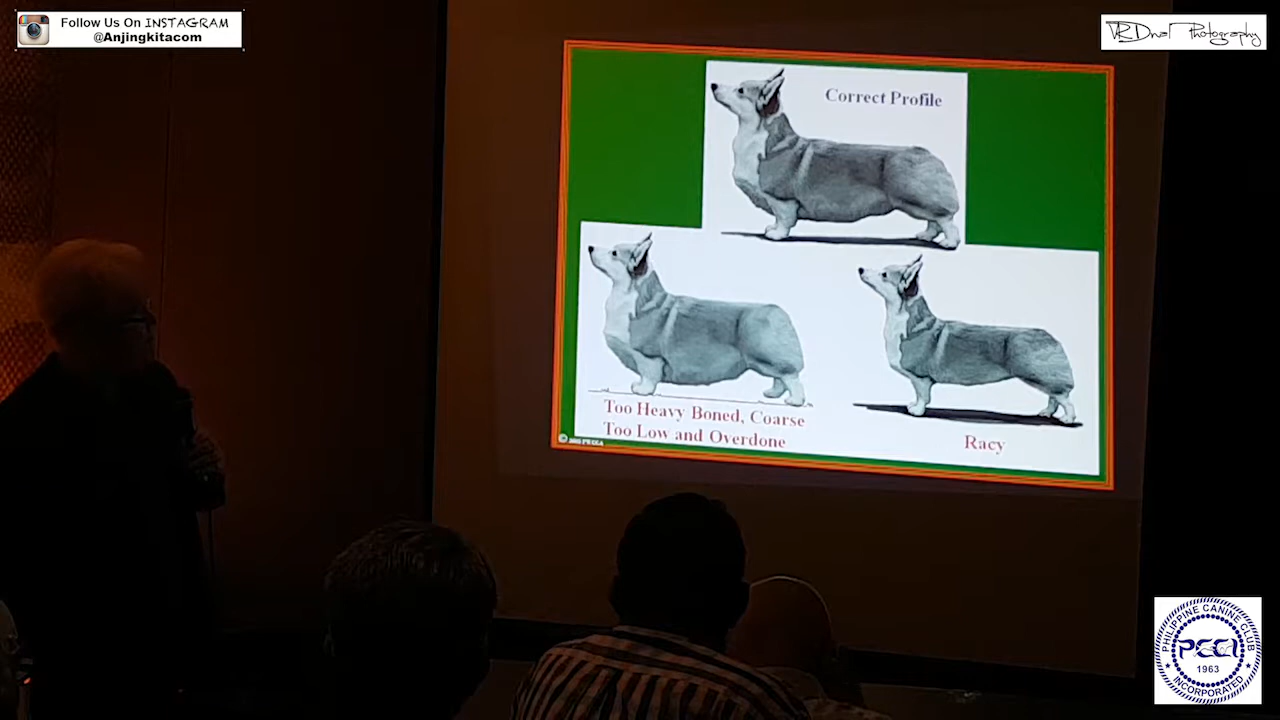 Follow Us On INSTAGRAM
@Anjingkitacom
VRDnal Photography
Correct Profile
Too Heavy Boned, Coarse
Too Low and Overdone
Racy
PHILIPPINE CANINE CLUB
PCCI
1963
INCORPORATED